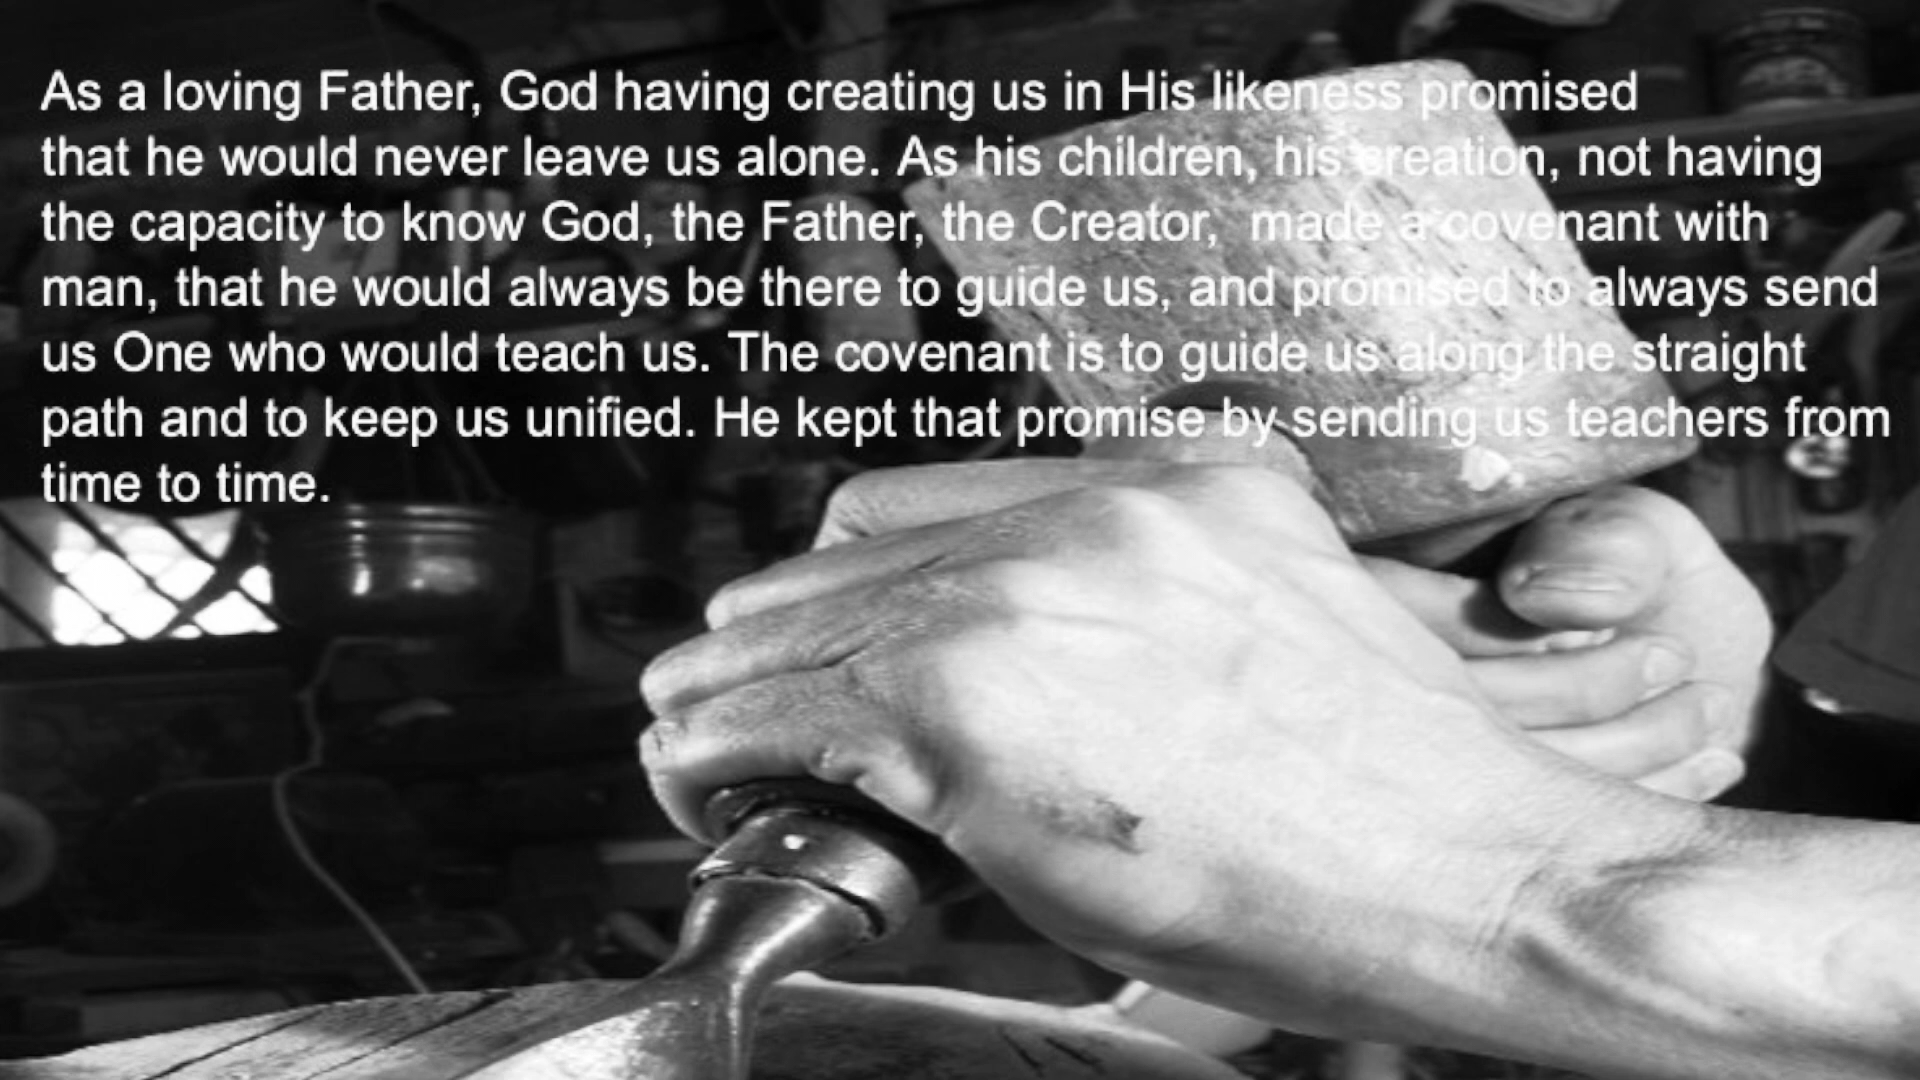 As a loving Father, God having creating us in His likeness promised
that he would never leave us alone. As his children, his creation, not having
the capacity to know God, the Father, the Creator,  made a covenant with
man, that he would always be there to guide us, and promised to always send
us One who would teach us. The covenant is to guide us along the straight
path and to keep us unified. He kept that promise by sending us teachers from
time to time.